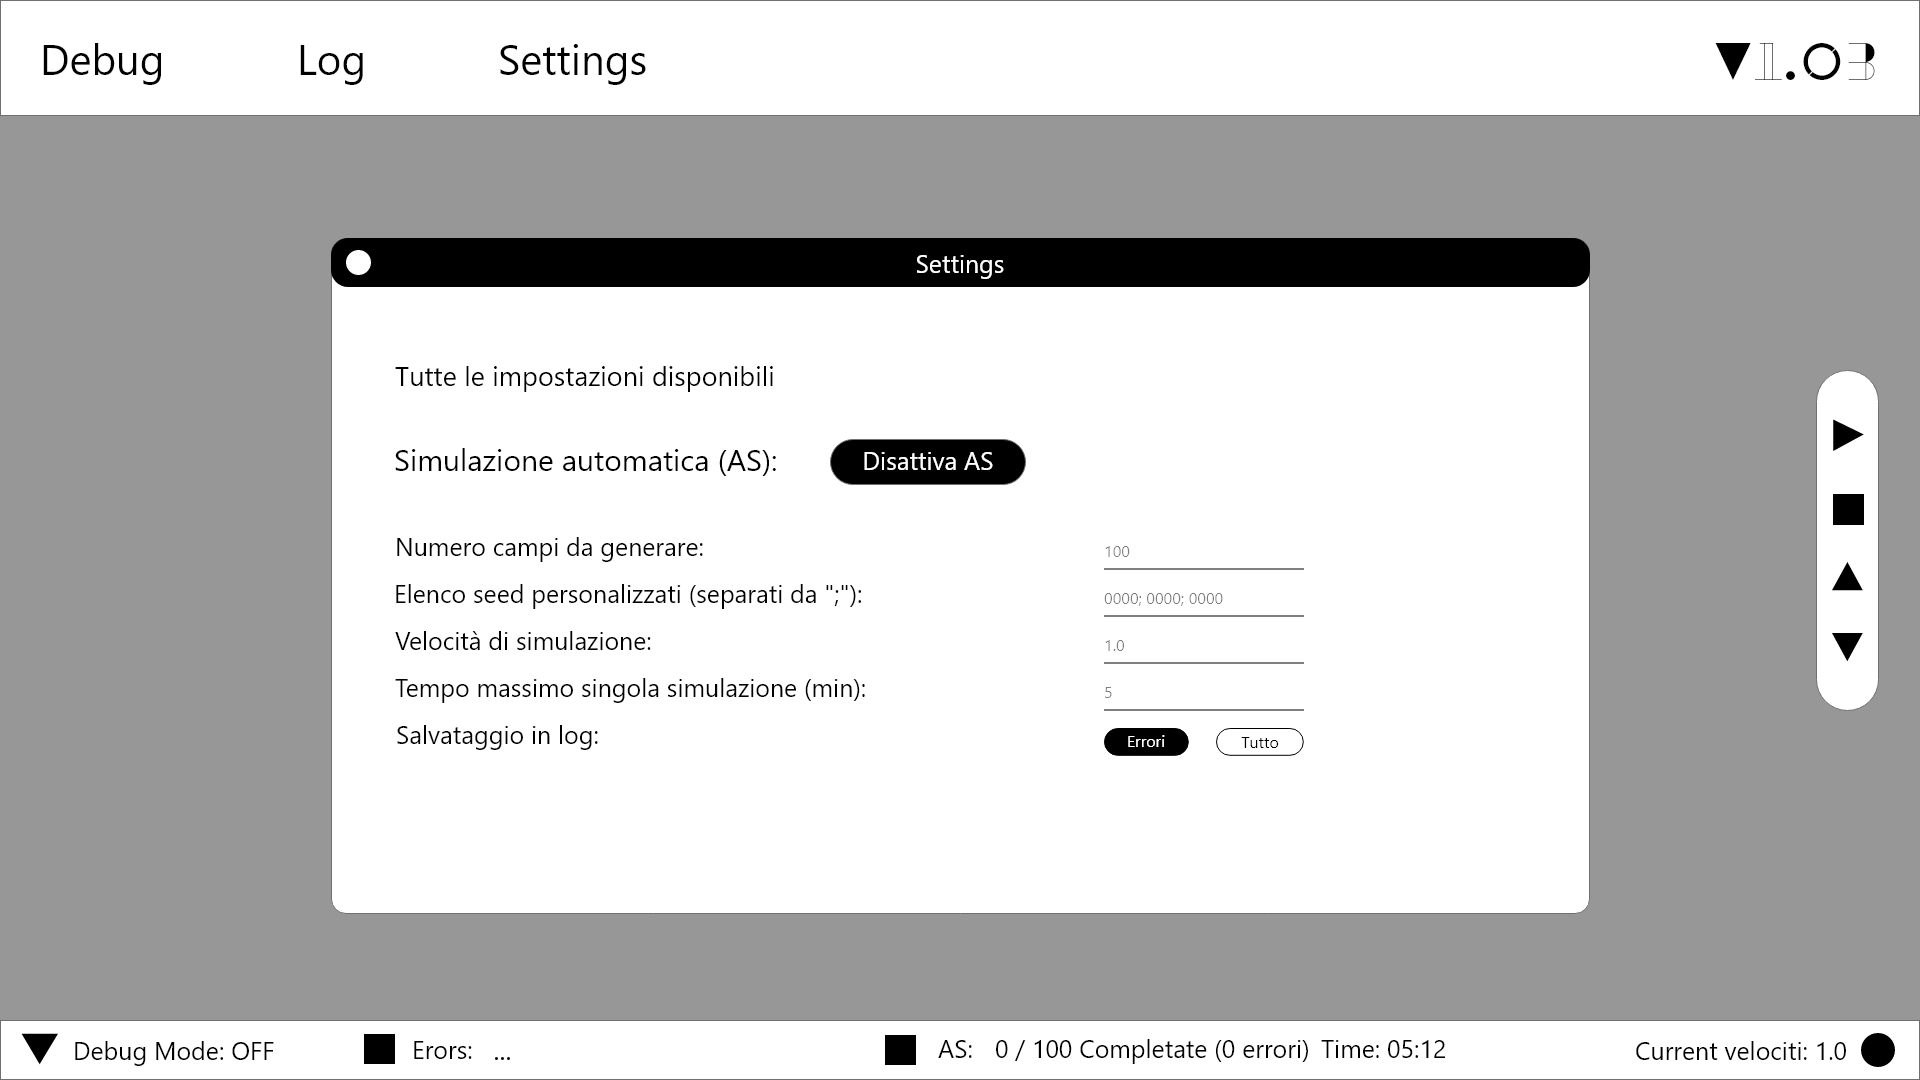 Debug Log Settings V1.03
Settings
Tutte le impostazioni disponibili
Simulazione automatica (AS): Disattiva AS
Numero campi da generare: 100
Elenco seed personalizzati (separati da ";"): 0000; 0000; 0000
Velocità di simulazione: 1.0
Tempo massimo singola simulazione (min): 5
Salvataggio in log: Errori Tutto
Debug Mode: OFF Erors: ... AS: 0 / 100 Completate (0 errori) Time: 05:12 Current velociti: 1.0